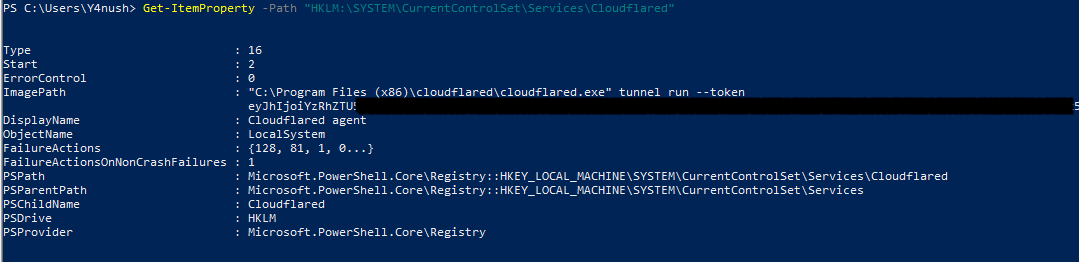 PS C:\Users\Y4nush> Get-ItemProperty -Path "HKLM:\SYSTEM\CurrentControlSet\Services\Cloudflared"
Type : 16
Start : 2
ErrorControl : 0
ImagePath : "C:\Program Files (x86)\cloudflared\cloudflared.exe" tunnel run --token
eyJhIjoiYzRhZTU5
DisplayName : Cloudflared agent
ObjectName : LocalSystem
FailureActions : {128, 81, 1, 0...}
FailureActionsOnNonCrashFailures : 1
PSPath : Microsoft.PowerShell.Core\Registry::HKEY_LOCAL_MACHINE\SYSTEM\CurrentControlSet\Services\Cloudflared
PSParentPath : Microsoft.PowerShell.Core\Registry::HKEY_LOCAL_MACHINE\SYSTEM\CurrentControlSet\Services
PSChildName : Cloudflared
PSDrive : HKLM
PSProvider : Microsoft.PowerShell.Core\Registry